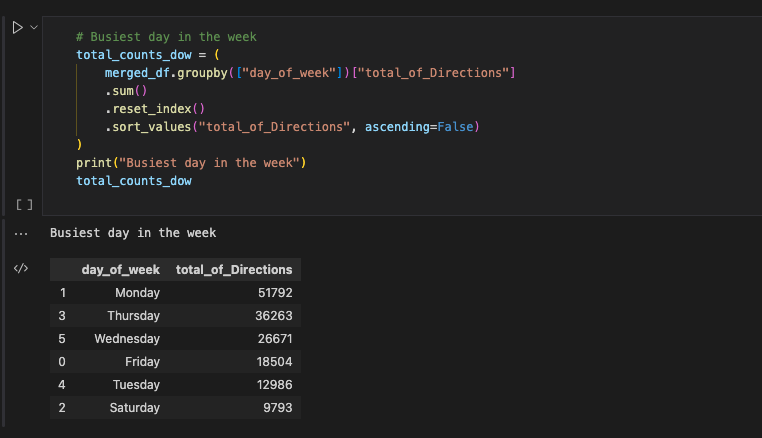 # Busiest day in the week
total_counts_dow = (
    merged_df.groupby(["day_of_week"])["total_of_Directions"]
    .sum()
    .reset_index()
    .sort_values("total_of_Directions", ascending=False)
)
print("Busiest day in the week")
total_counts_dow
[ ]
... Busiest day in the week
</> day_of_week total_of_Directions
1 Monday 51792
3 Thursday 36263
5 Wednesday 26671
0 Friday 18504
4 Tuesday 12986
2 Saturday 9793